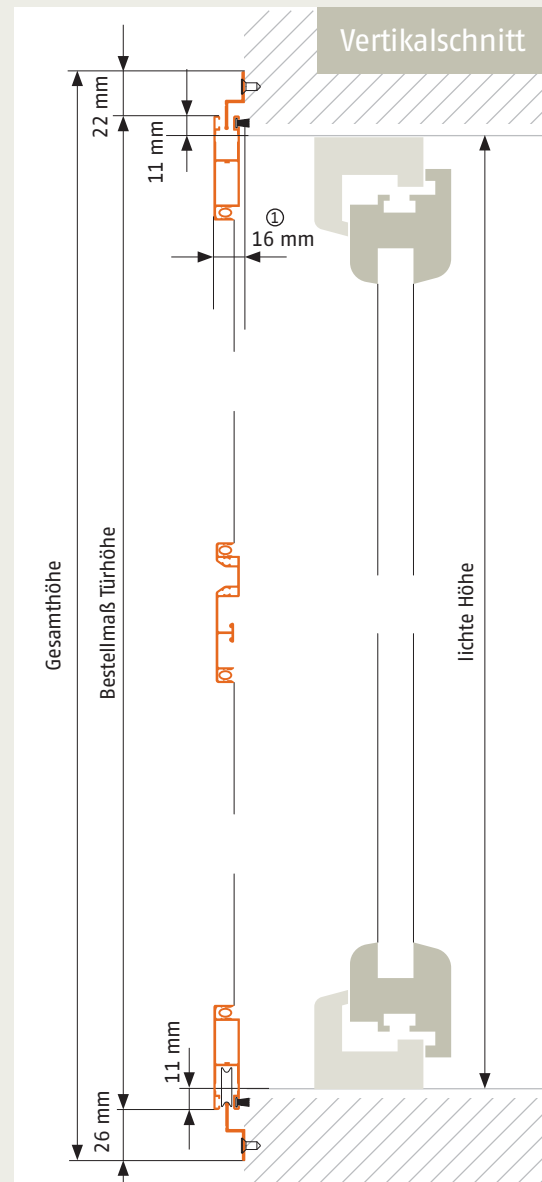 Vertikalschnitt
22 mm
11 mm
①
16 mm
Gesamthöhe
Bestellmaß Türhöhe
lichte Höhe
11 mm
26 mm